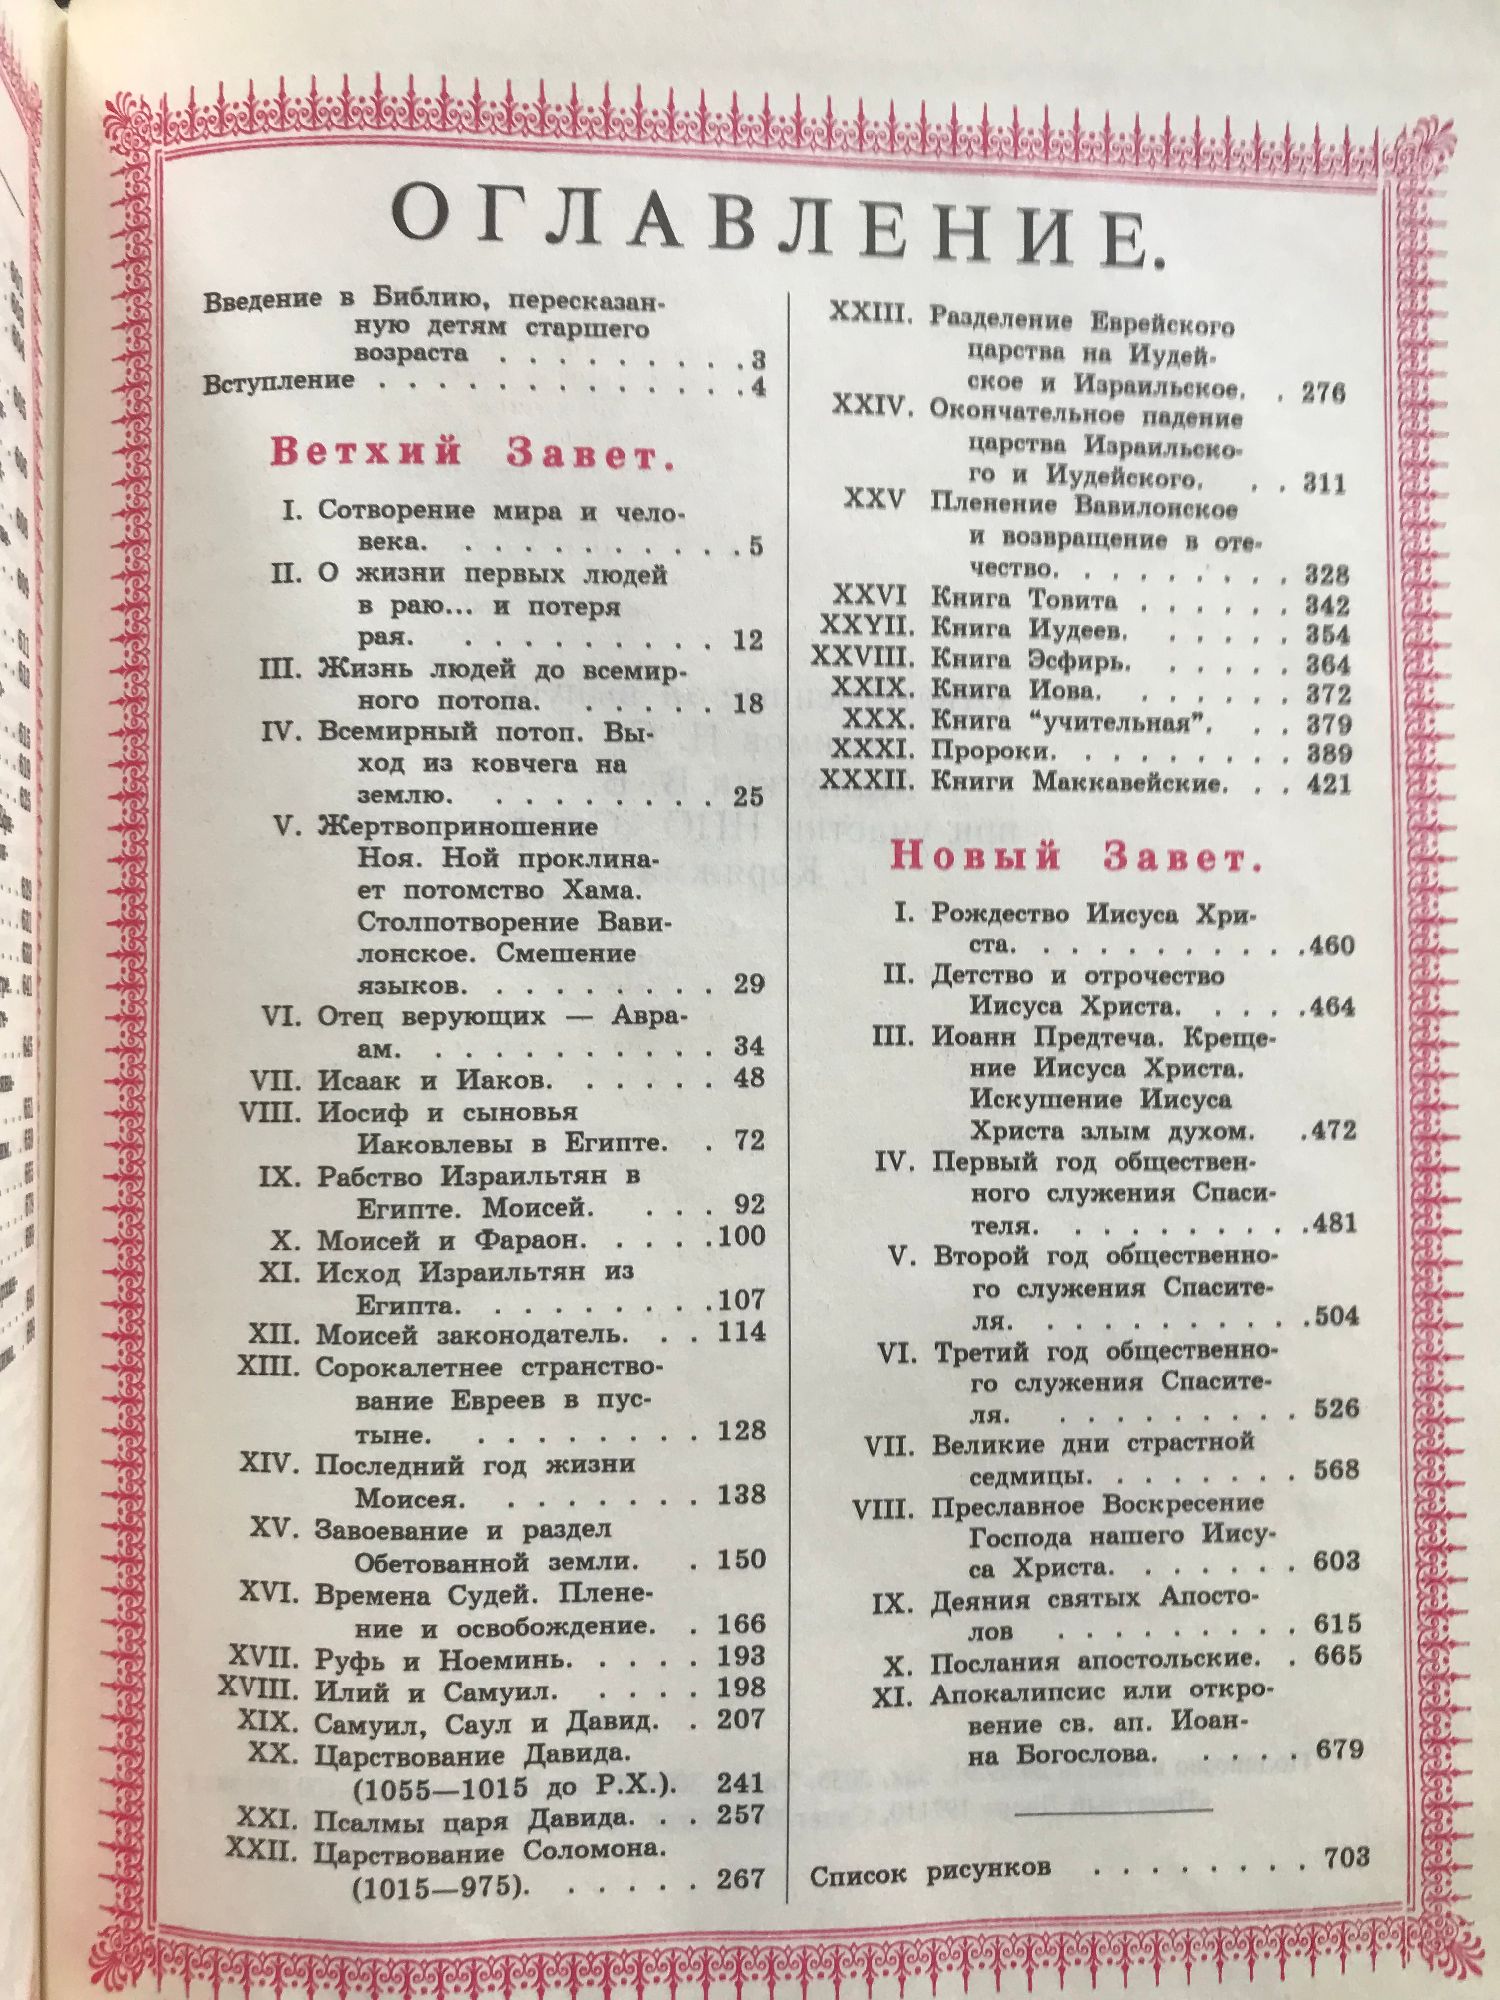 ОГЛАВЛЕНИЕ.
Введение в Библию, пересказан-
ную детям старшего
возраста . . . . . . . . . 3
Вступление . . . . . . . . . . . . . 4
Ветхий Завет.
I. Сотворение мира и чело-
века. . . . . . . . . . . 5
II. О жизни первых людей
в раю... и потеря
рая. . . . . . . . . . 12
III. Жизнь людей до всемир-
ного потопа. . . . . . 18
IV. Всемирный потоп. Вы-
ход из ковчега на
землю. . . . . . . . . 25
V. Жертвоприношение
Ноя. Ной проклина-
ет потомство Хама.
Столпотворение Вави-
лонское. Смешение
языков. . . . . . . . . 29
VI. Отец верующих — Авра-
ам. . . . . . . . . . . 34
VII. Исаак и Иаков. . . . . . 48
VIII. Иосиф и сыновья
Иаковлевы в Египте. . 72
IX. Рабство Израильтян в
Египте. Моисей. . . . 92
X. Моисей и Фараон. . . . .100
XI. Исход Израильтян из
Египта. . . . . . . . .107
XII. Моисей законодатель. . . 114
XIII. Сорокалетнее странство-
вание Евреев в пус-
тыне. . . . . . . . . 128
XIV. Последний год жизни
Моисея. . . . . . . . 138
XV. Завоевание и раздел
Обетованной земли. . 150
XVI. Времена Судей. Плене-
ние и освобождение. . 166
XVII. Руфь и Ноеминь. . . . . 193
XVIII. Илий и Самуил. . . . . 198
XIX. Самуил, Саул и Давид. . 207
XX. Царствование Давида.
(1055—1015 до Р.Х.). 241
XXI. Псалмы царя Давида. . . 257
XXII. Царствование Соломона.
(1015—975). . . . . . 267
XXIII. Разделение Еврейского
царства на Иудей-
ское и Израильское. . 276
XXIV. Окончательное падение
царства Израильско-
го и Иудейского. . . 311
XXV Пленение Вавилонское
и возвращение в оте-
чество. . . . . . . . . 328
XXVI Книга Товита . . . . . . 342
XXYII. Книга Иудеев. . . . . . 354
XXVIII. Книга Эсфирь. . . . . . 364
XXIX. Книга Иова. . . . . . . 372
XXX. Книга “учительная”. . . 379
XXXI. Пророки. . . . . . . . . 389
XXXII. Книги Маккавейские. . . 421
Новый Завет.
I. Рождество Иисуса Хри-
ста. . . . . . . . . . .460
II. Детство и отрочество
Иисуса Христа. . . . .464
III. Иоанн Предтеча. Креще-
ние Иисуса Христа.
Искушение Иисуса
Христа злым духом. .472
IV. Первый год обществен-
ного служения Спаси-
теля. . . . . . . . . .481
V. Второй год общественно-
го служения Спасите-
ля. . . . . . . . . . .504
VI. Третий год общественно-
го служения Спасите-
ля. . . . . . . . . . 526
VII. Великие дни страстной
седмицы. . . . . . . . 568
VIII. Преславное Воскресение
Господа нашего Иису-
са Христа. . . . . . . 603
IX. Деяния святых Апосто-
лов . . . . . . . . . 615
X. Послания апостольские. . 665
XI. Апокалипсис или откро-
вение св. ап. Иоан-
на Богослова. . . . . 679
Список рисунков . . . . . . . . 703